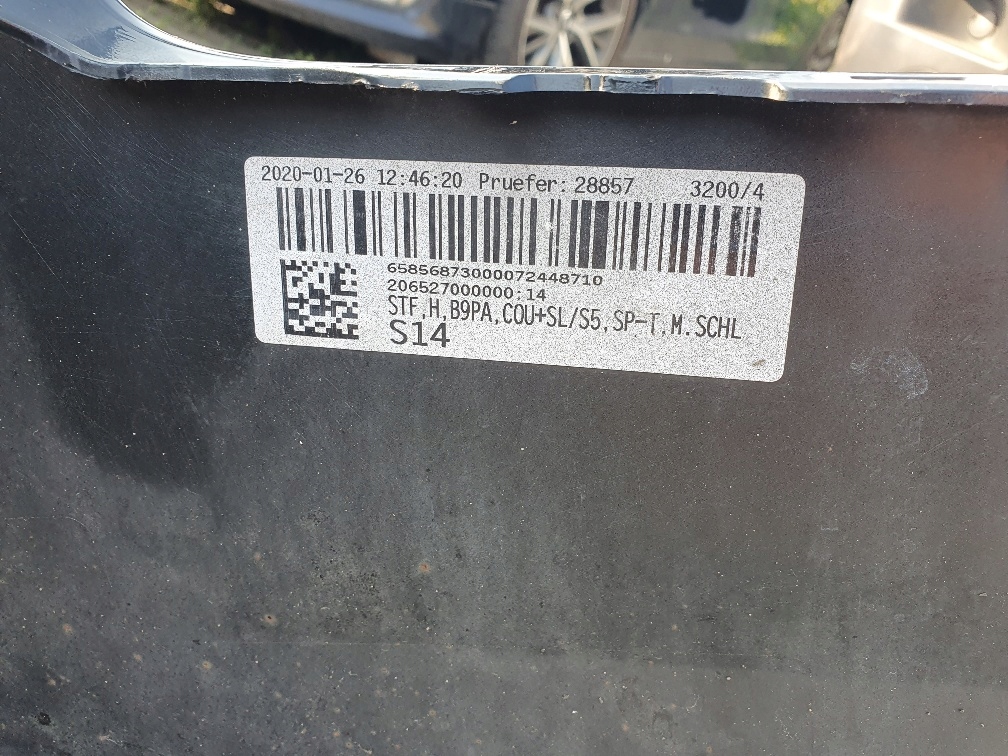 2020-01-26 12:46:20 Pruefer: 28857 3200/4
65856873000072448710
206527000000;14
STF,H,B9PA,COU+SL/S5,SP-T,M.SCHL
S14